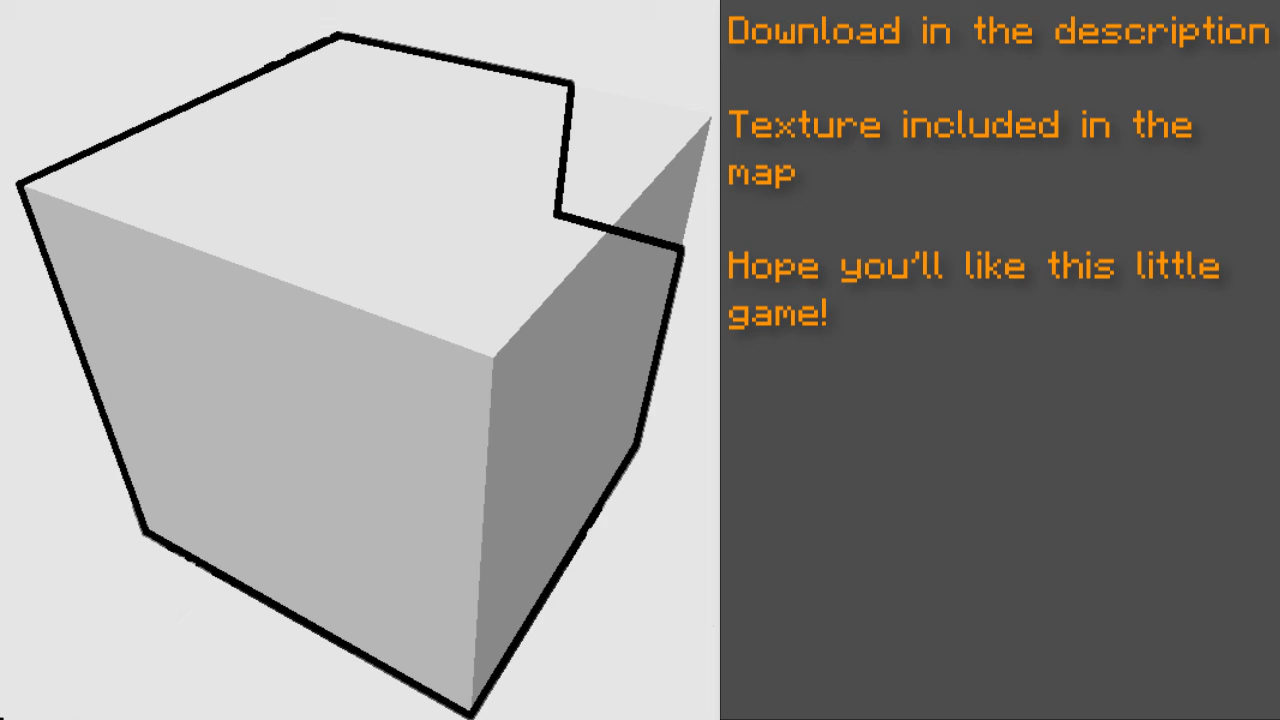 Download in the description
Texture included in the
map
Hope you'll like this little
game!